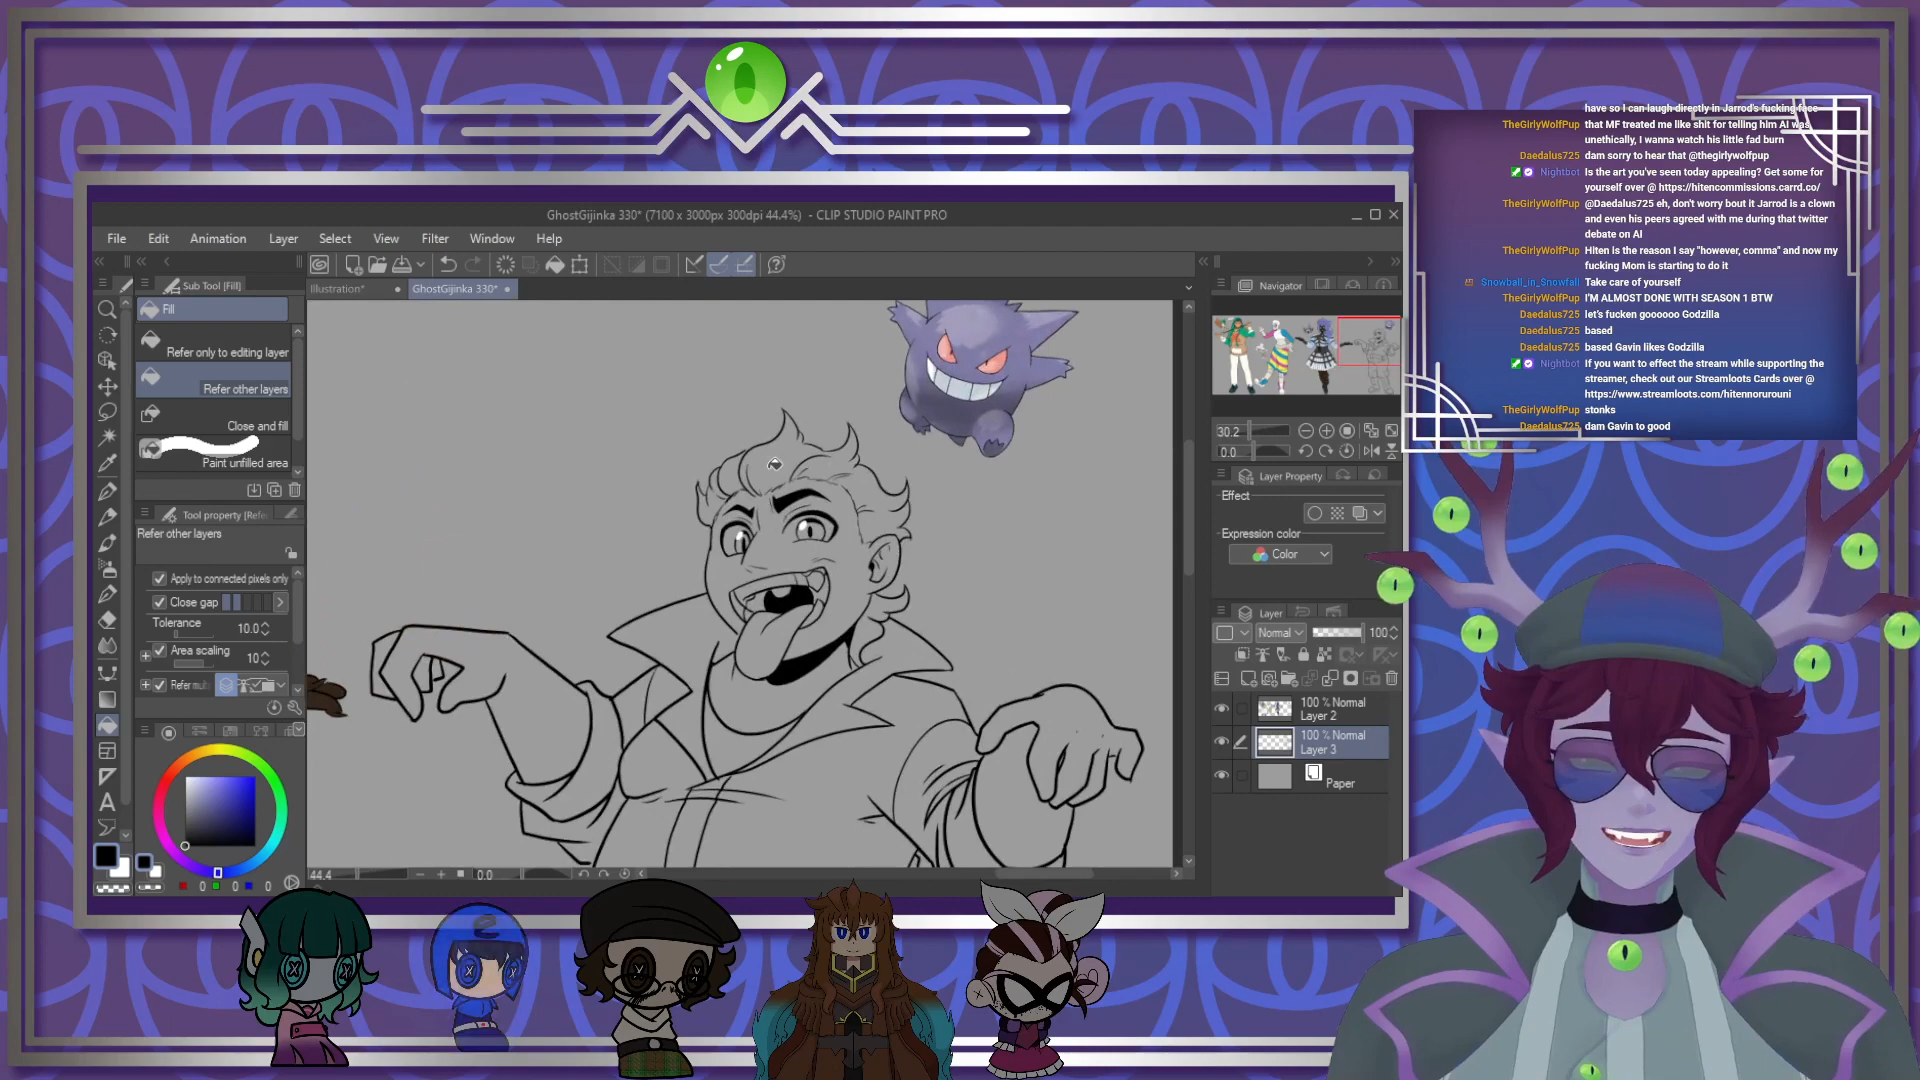 GhostGijinka 330* (7100 x 3000px 300dpi 44.4%) - CLIP STUDIO PAINT PRO
File Edit Animation Layer Select View Filter Window Help
Sub Tool [Fill]
Fill
Refer only to editing layer
Refer other layers
Close and fill
Paint unfilled area
Tool property [Refe
Refer other layers
Apply to connected pixels only
Close gap
Tolerance 10.0
Area scaling 10
Refer mult
0 0 0
Illustration*
GhostGijinka 330*
44.4
0.0
Navigator
30.2
0.0
Layer Property
Effect
Expression color
Color
Layer
Normal 100
100 % Normal
Layer 2
100 % Normal
Layer 3
Paper
have so I can laugh directly in Jarrod's fucking face
TheGirlyWolfPup that MF treated me like shit for telling him AI was
unethically, I wanna watch his little fad burn
Daedalus725 dam sorry to hear that @thegirlywolfpup
Nightbot Is the art you've seen today appealing? Get some for
yourself over @ https://hitencommissions.carrd.co/
TheGirlyWolfPup @Daedalus725 eh, don't worry bout it Jarrod is a clown
and even his peers agreed with me during that twitter
debate on AI
TheGirlyWolfPup Hiten is the reason I say "however, comma" and now my
fucking Mom is starting to do it
Snowball_in_Snowfall Take care of yourself
TheGirlyWolfPup I'M ALMOST DONE WITH SEASON 1 BTW
Daedalus725 let's fucken goooooo Godzilla
Daedalus725 based
Daedalus725 based Gavin likes Godzilla
Nightbot If you want to effect the stream while supporting the
streamer, check out our Streamloots Cards over @
https://www.streamloots.com/hitennorurouni
TheGirlyWolfPup stonks
Daedalus725 dam Gavin to good